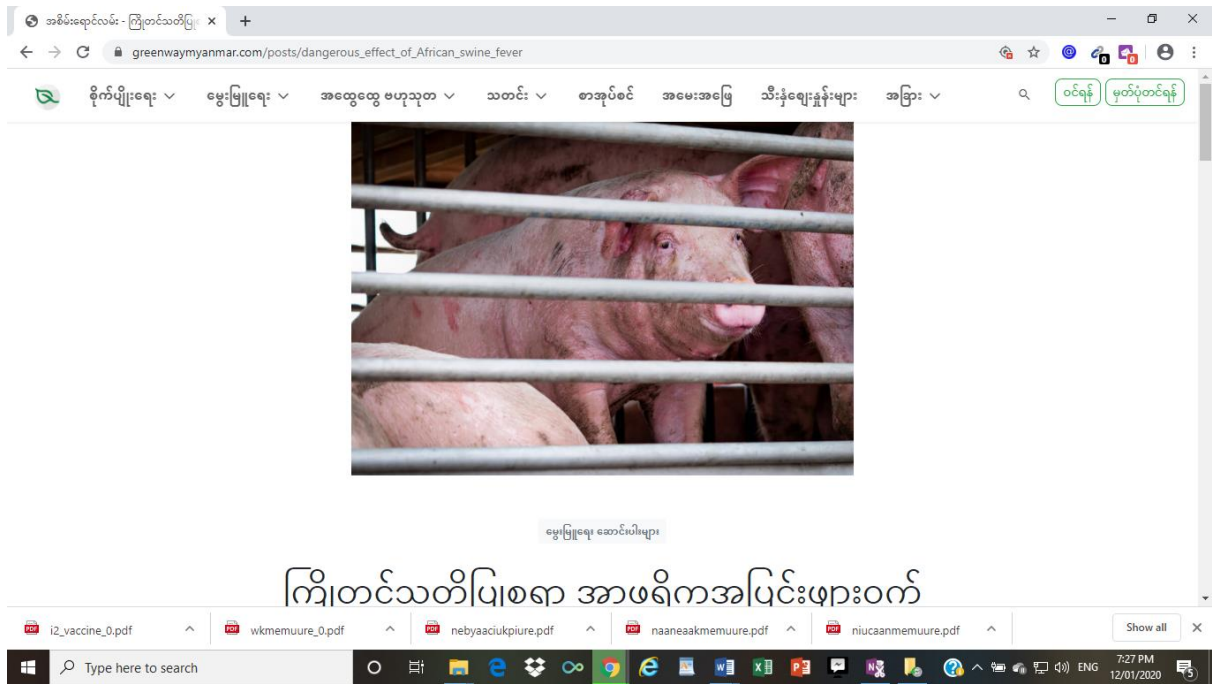 အစိမ်းရောင်လမ်း - ကြိုတင်သတိပြု
greenwaymyanmar.com/posts/dangerous_effect_of_African_swine_fever
စိုက်ပျိုးရေး မွေးမြူရေး အထွေထွေ ဗဟုသုတ သတင်း စာအုပ်စင် အမေးအဖြေ သီးနှံဈေးနှုန်းများ အခြား ဝင်ရန် မှတ်ပုံတင်ရန်
မွေးမြူရေး ဆောင်းပါးများ
ကြိုတင်သတိပြုစရာ အာဖရိကအပြင်းဖျားဝက်
i2_vaccine_0.pdf wkmemuure_0.pdf nebyaaciukpiure.pdf naaneaakmemuure.pdf niucaanmemuure.pdf Show all
Type here to search ENG 7:27 PM
12/01/2020